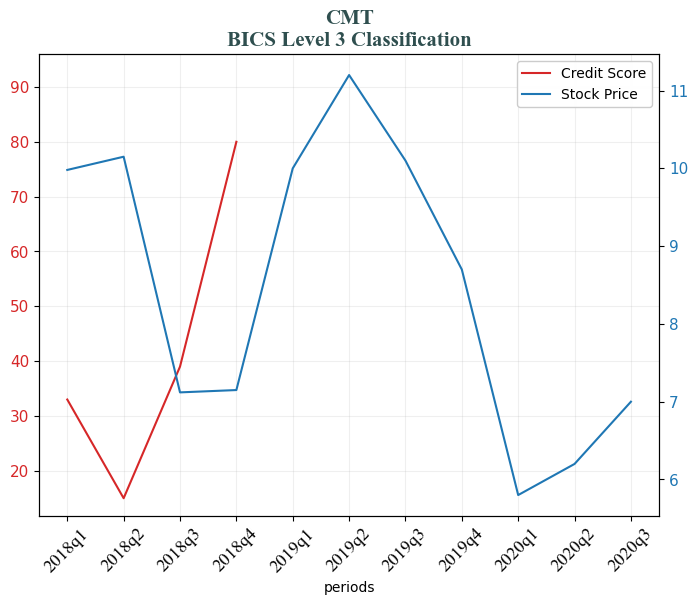 CMT
BICS Level 3 Classification
Credit Score
Stock Price
90
80
70
60
50
40
30
20
11
10
9
8
7
6
2018q1
2018q2
2018q3
2018q4
2019q1
2019q2
2019q3
2019q4
2020q1
2020q2
2020q3
periods